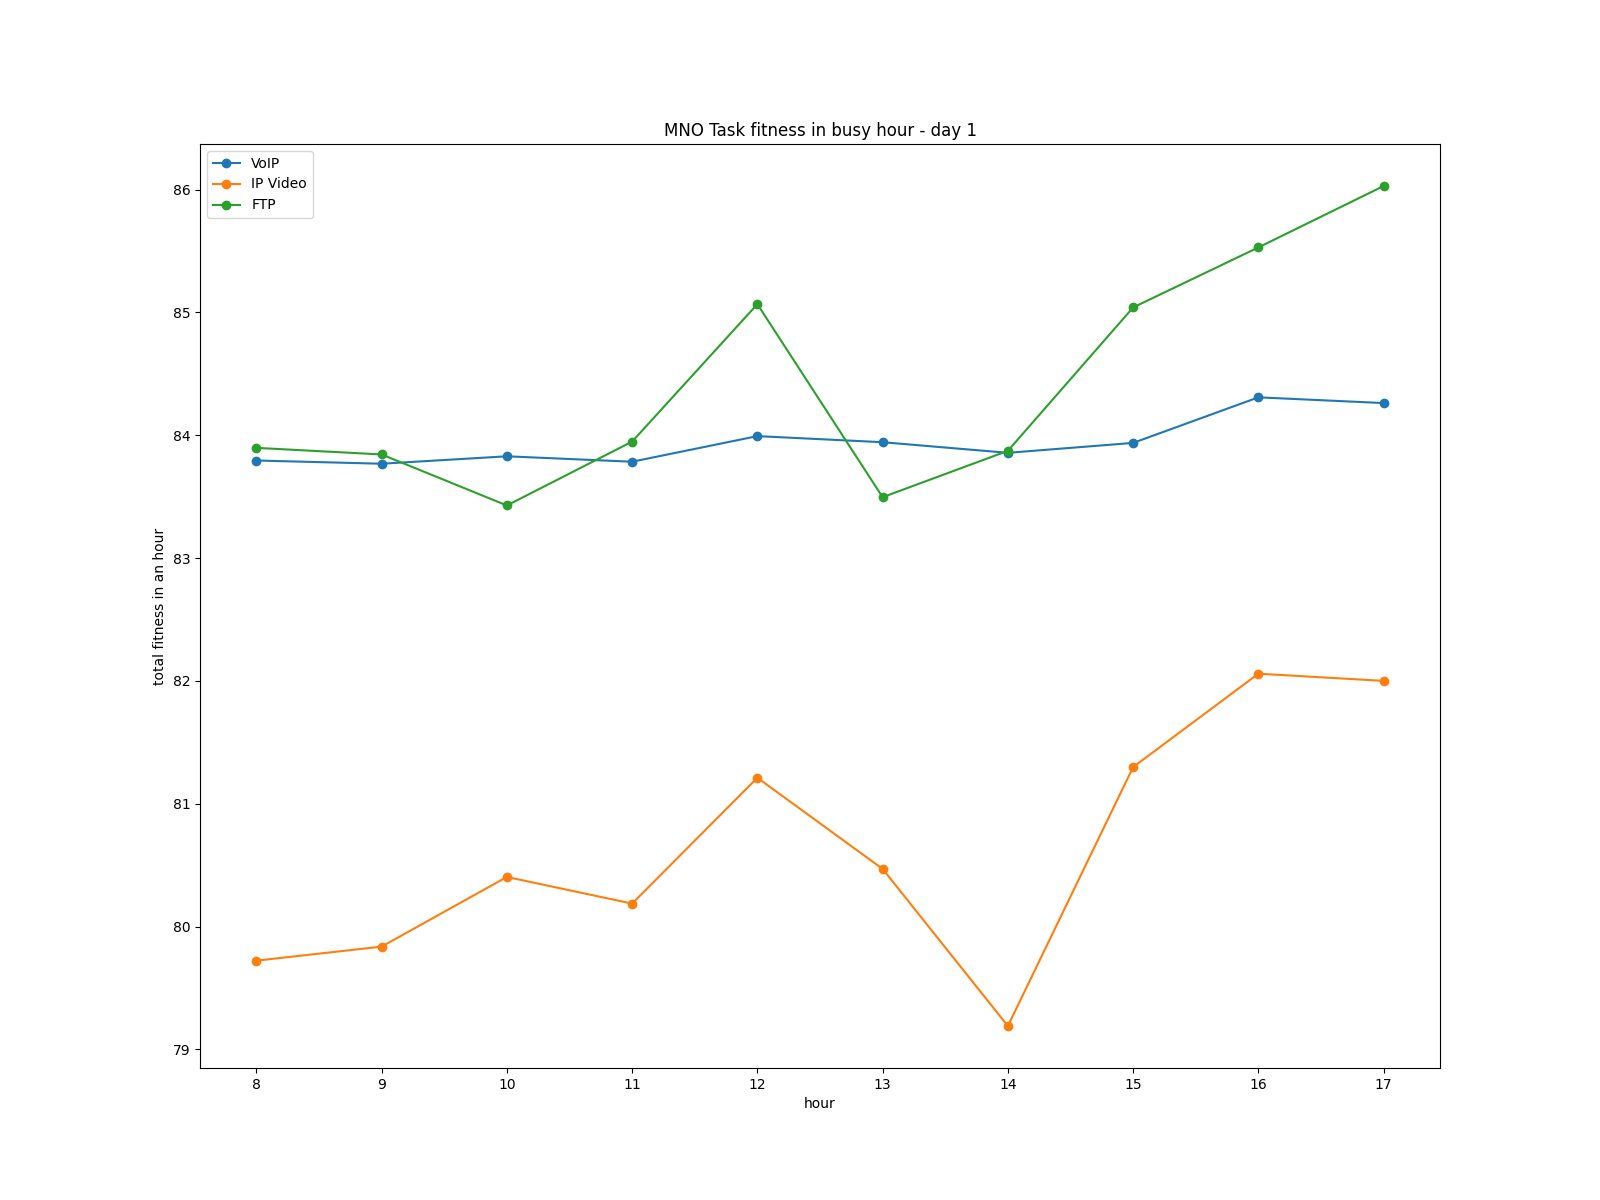 MNO Task fitness in busy hour - day 1
VoIP
IP Video
FTP
86
85
84
83
82
81
80
79
total fitness in an hour
8 9 10 11 12 13 14 15 16 17
hour